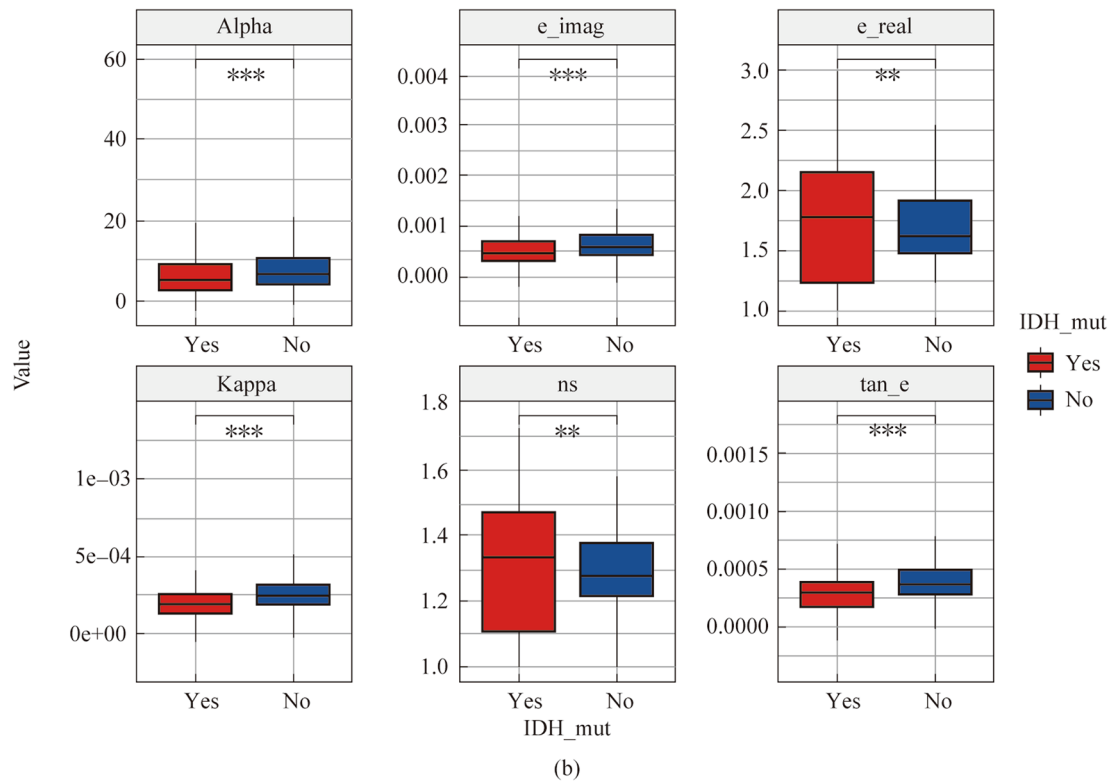 Alpha
e_imag
e_real
60
40
20
0
***
0.004
0.003
0.002
0.001
0.000
***
3.0
2.5
2.0
1.5
1.0
**
Yes No
Yes No
Yes No
Value
IDH_mut
Yes
No
Kappa
ns
tan_e
1e−03
5e−04
0e+00
***
1.8
1.6
1.4
1.2
1.0
**
0.0015
0.0010
0.0005
0.0000
***
Yes No
Yes No
Yes No
IDH_mut
(b)